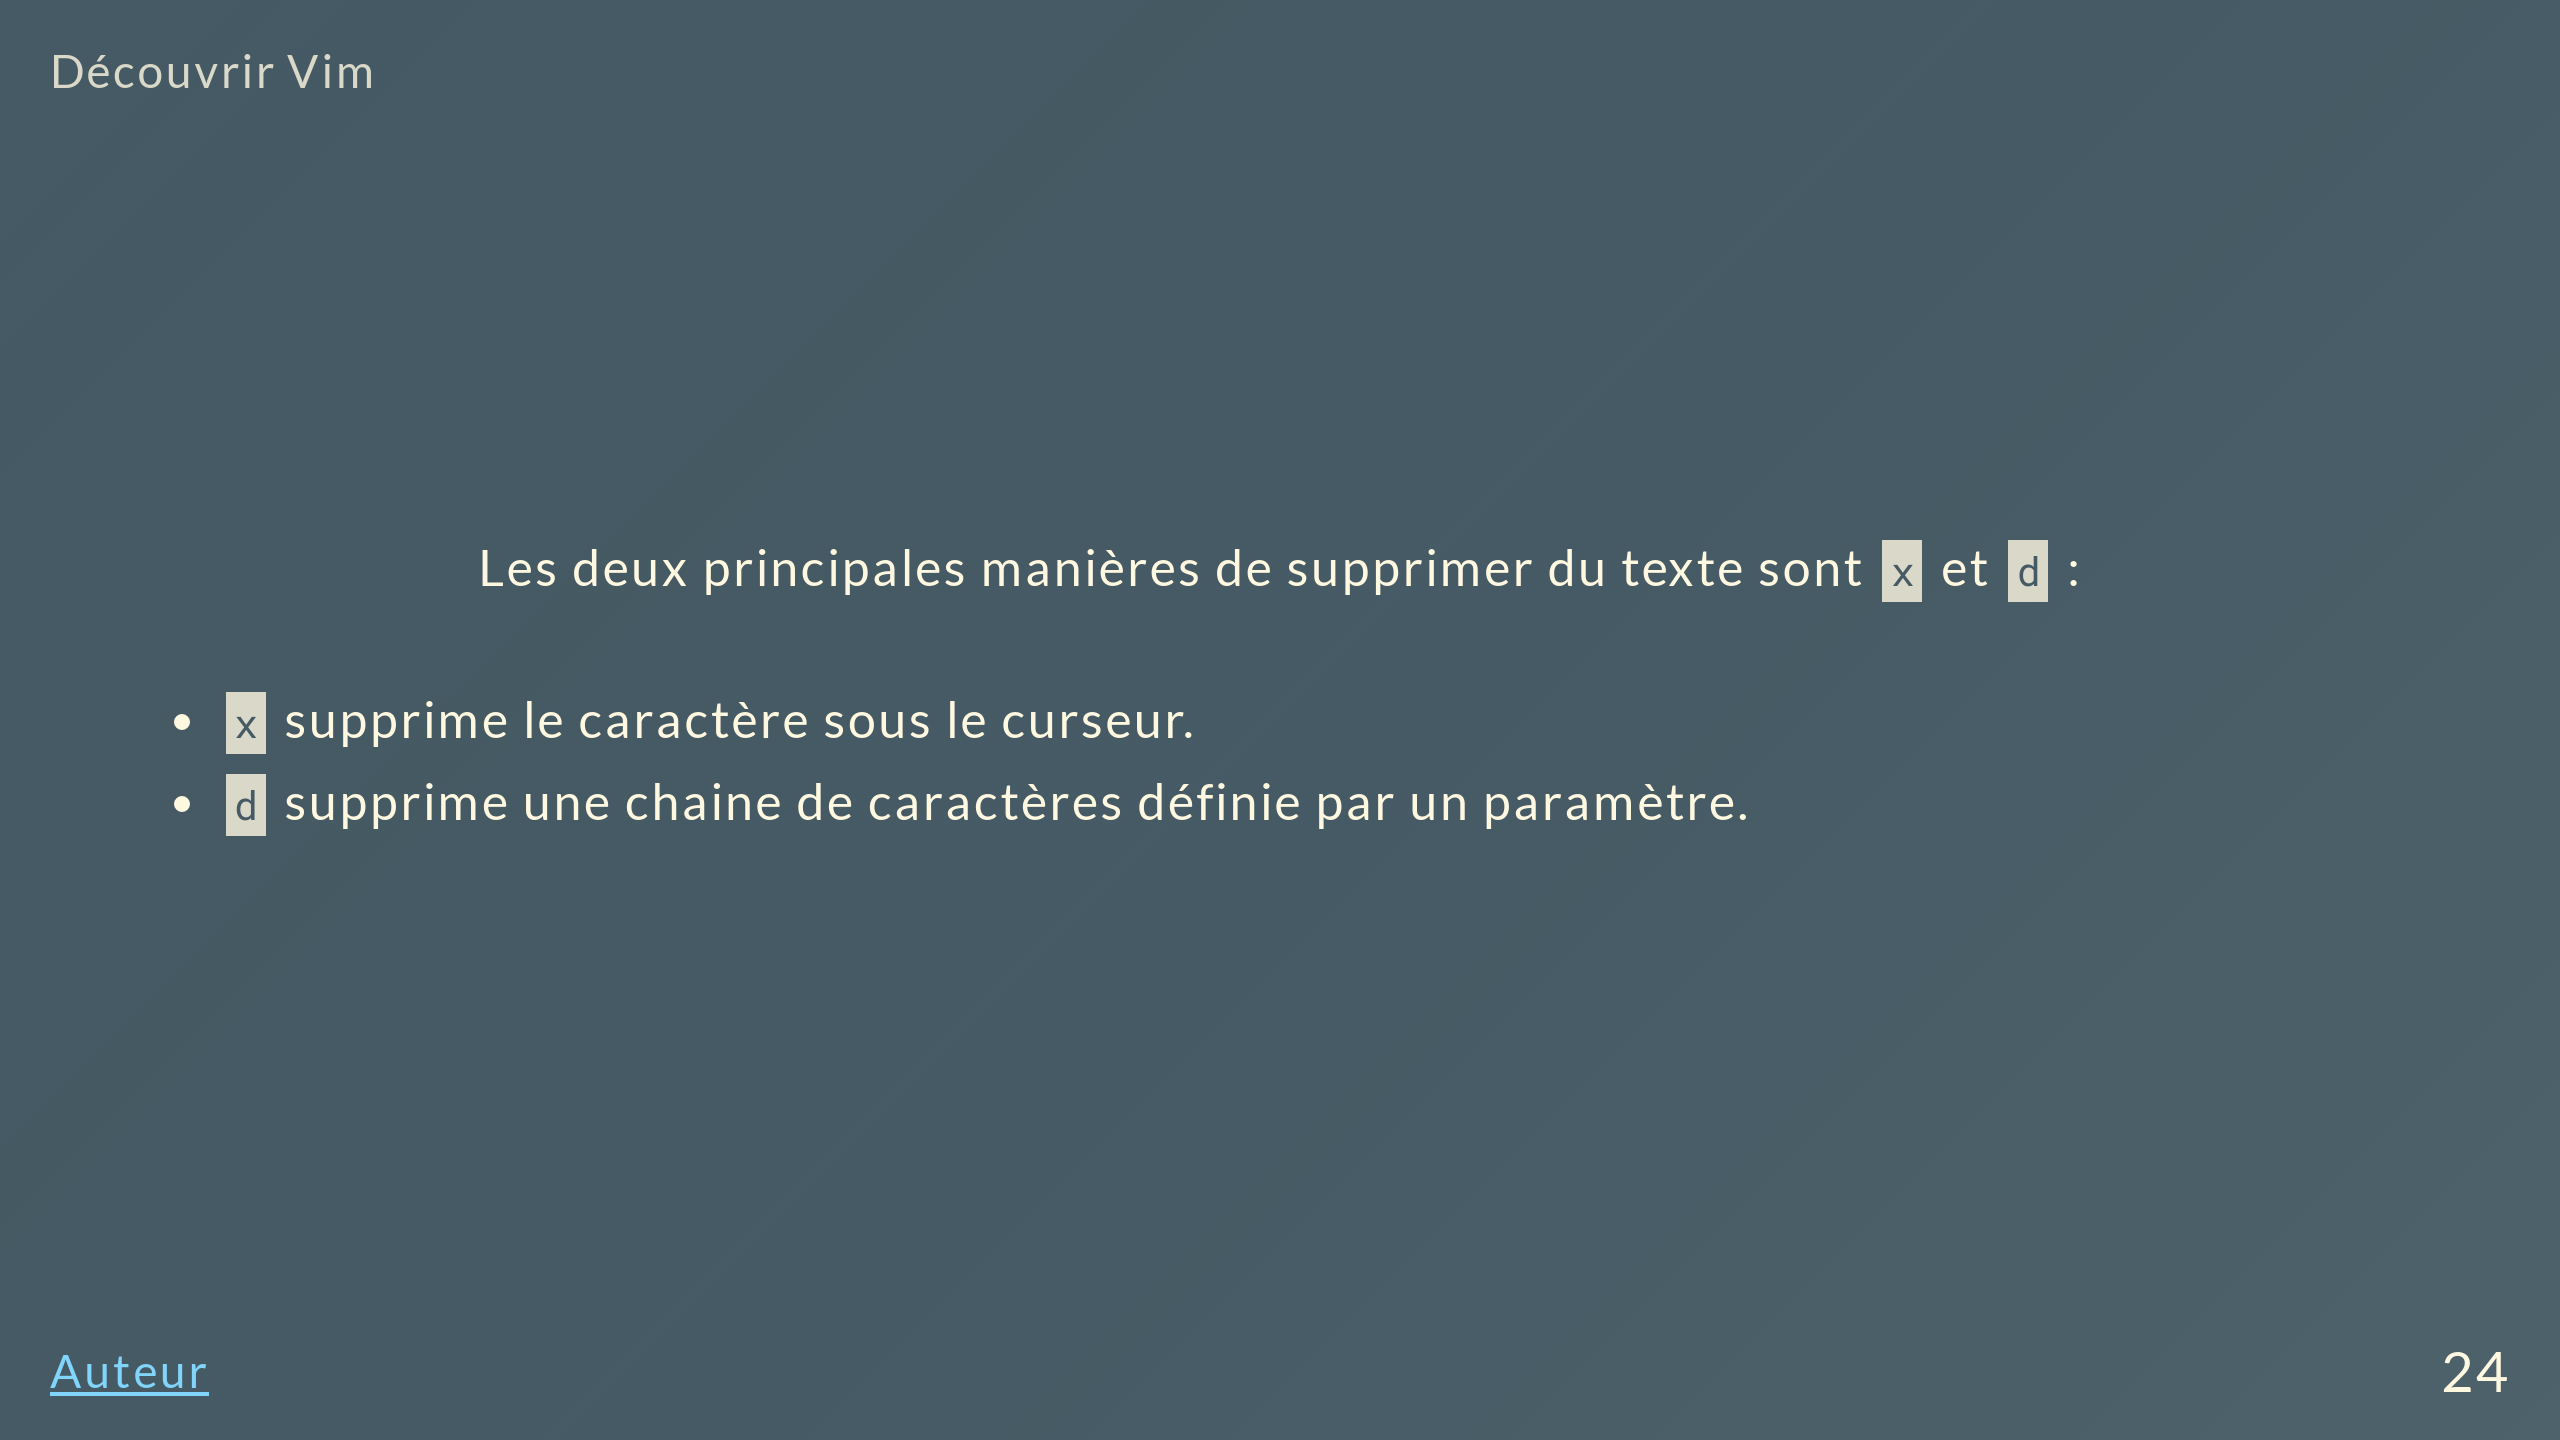 Découvrir Vim
Les deux principales manières de supprimer du texte sont x et d :
• x supprime le caractère sous le curseur.
• d supprime une chaine de caractères définie par un paramètre.
Auteur
24